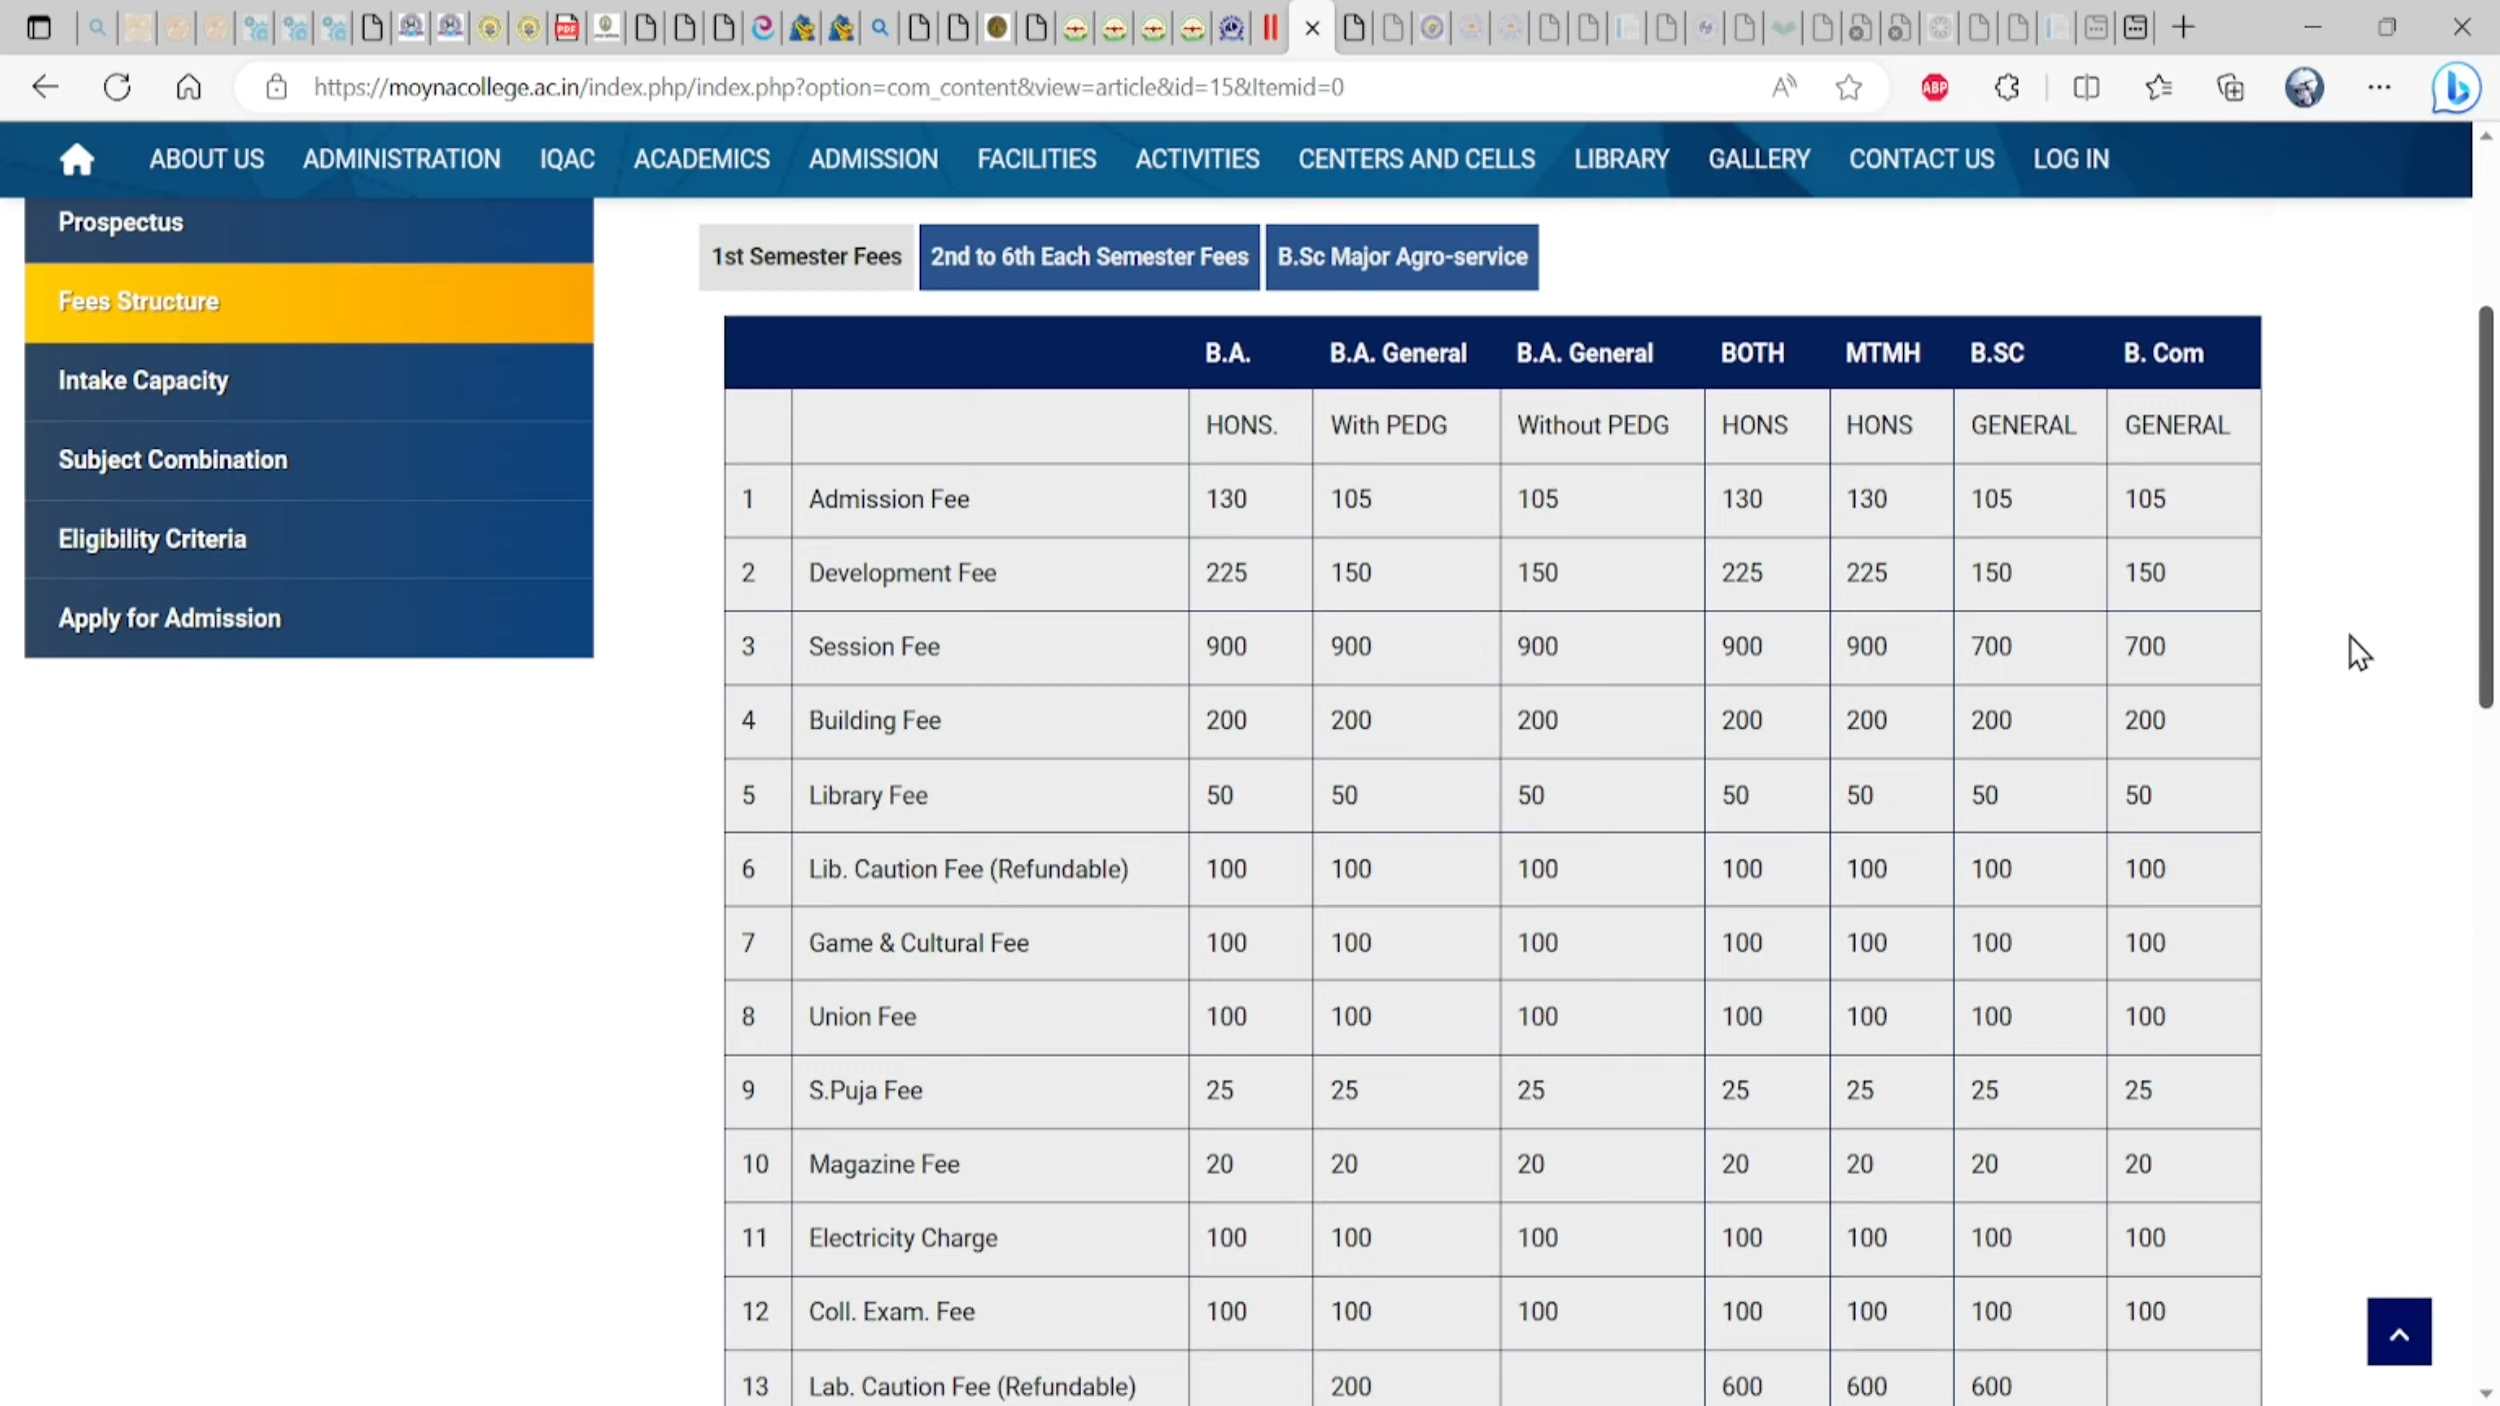 https://moynacollege.ac.in/index.php/index.php?option=com_content&view=article&id=15&Itemid=0
ABP
ABOUT US ADMINISTRATION IQAC ACADEMICS ADMISSION FACILITIES ACTIVITIES CENTERS AND CELLS LIBRARY GALLERY CONTACT US LOG IN
Prospectus
Fees Structure
Intake Capacity
Subject Combination
Eligibility Criteria
Apply for Admission
1st Semester Fees 2nd to 6th Each Semester Fees B.Sc Major Agro-service
B.A. B.A. General B.A. General BOTH MTMH B.SC B. Com
HONS. With PEDG Without PEDG HONS HONS GENERAL GENERAL
1 Admission Fee 130 105 105 130 130 105 105
2 Development Fee 225 150 150 225 225 150 150
3 Session Fee 900 900 900 900 900 700 700
4 Building Fee 200 200 200 200 200 200 200
5 Library Fee 50 50 50 50 50 50 50
6 Lib. Caution Fee (Refundable) 100 100 100 100 100 100 100
7 Game & Cultural Fee 100 100 100 100 100 100 100
8 Union Fee 100 100 100 100 100 100 100
9 S.Puja Fee 25 25 25 25 25 25 25
10 Magazine Fee 20 20 20 20 20 20 20
11 Electricity Charge 100 100 100 100 100 100 100
12 Coll. Exam. Fee 100 100 100 100 100 100 100
13 Lab. Caution Fee (Refundable) 200 600 600 600